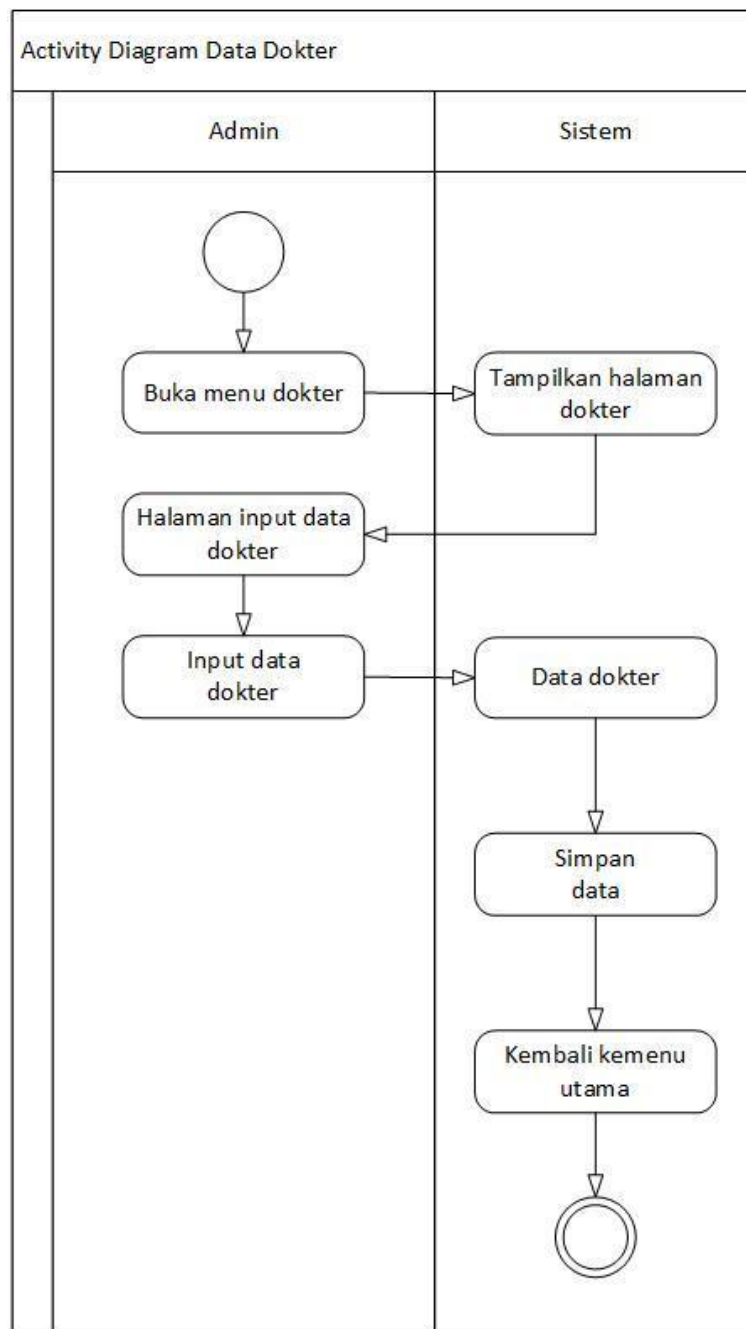 Activity Diagram Data Dokter
Admin
Sistem
Buka menu dokter
Tampilkan halaman
dokter
Halaman input data
dokter
Input data
dokter
Data dokter
Simpan
data
Kembali kemenu
utama